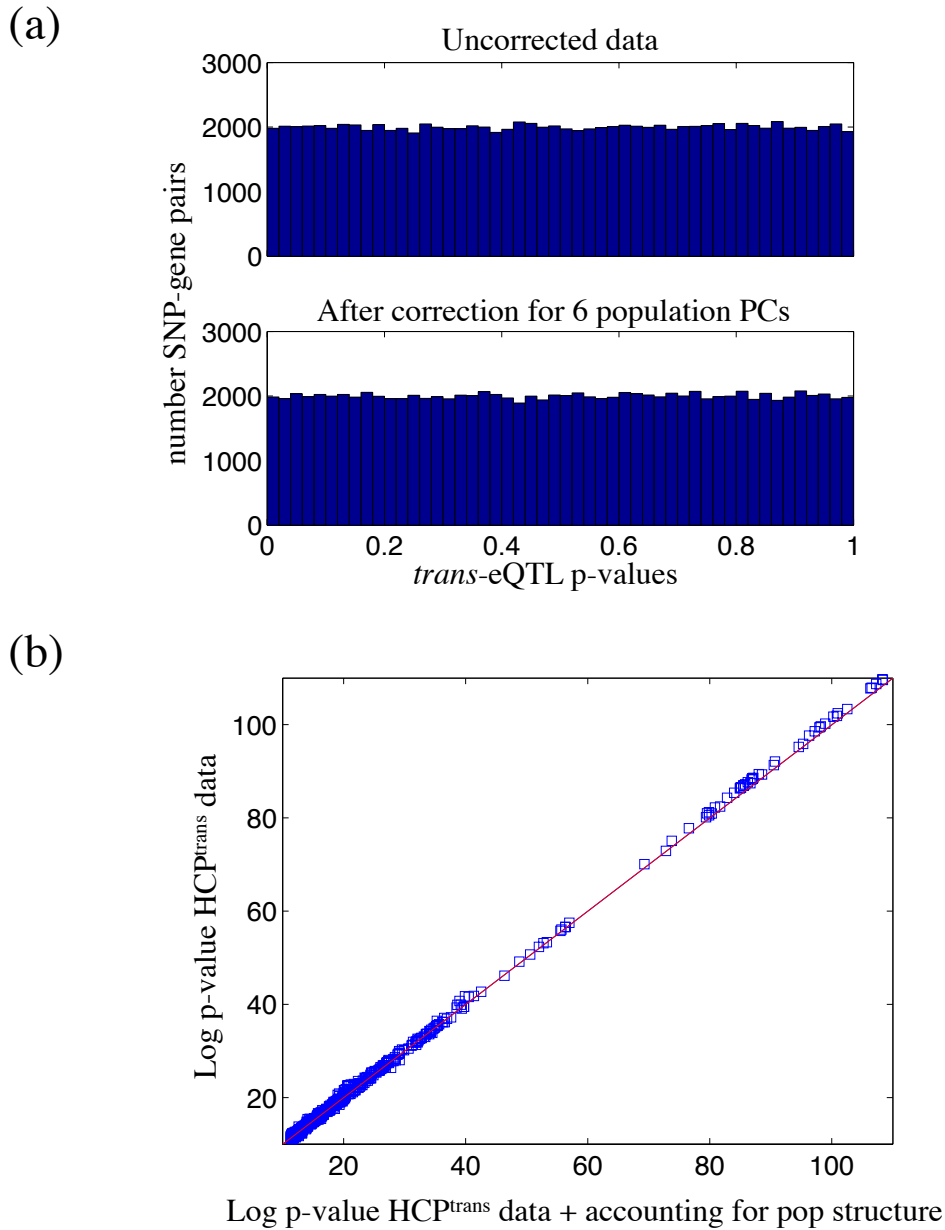 (a)
Uncorrected data
3000
2000
1000
0
number SNP-gene pairs
After correction for 6 population PCs
3000
2000
1000
0
0 0.2 0.4 0.6 0.8 1
trans-eQTL p-values
(b)
100
80
60
40
20
Log p-value HCPtrans data
20 40 60 80 100
Log p-value HCPtrans data + accounting for pop structure